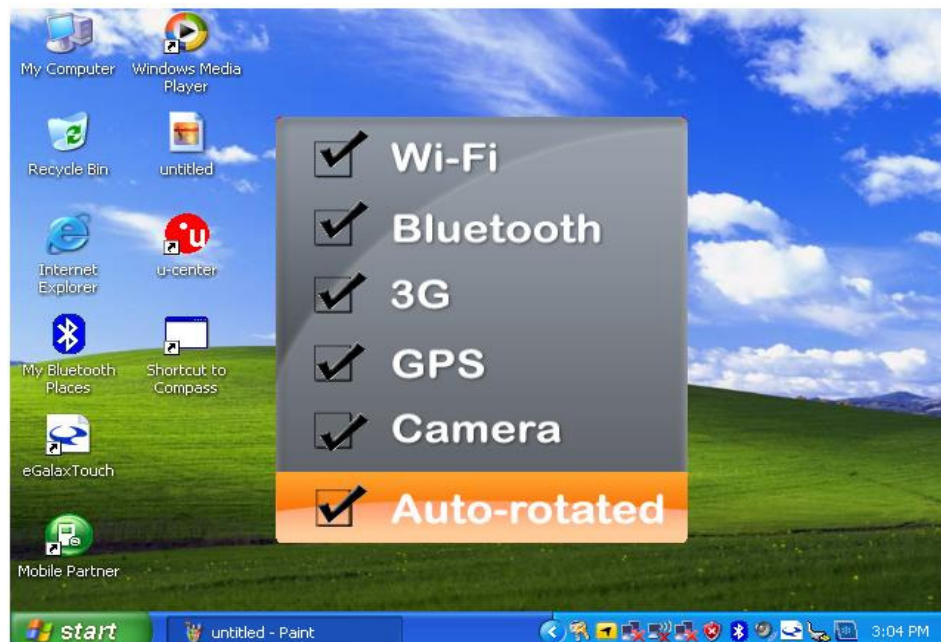 My Computer
Windows Media
Player
Recycle Bin
untitled
Internet
Explorer
u
u-center
My Bluetooth
Places
Shortcut to
Compass
eGalaxTouch
Mobile Partner
Wi-Fi
Bluetooth
3G
GPS
Camera
Auto-rotated
start
untitled - Paint
3:04 PM